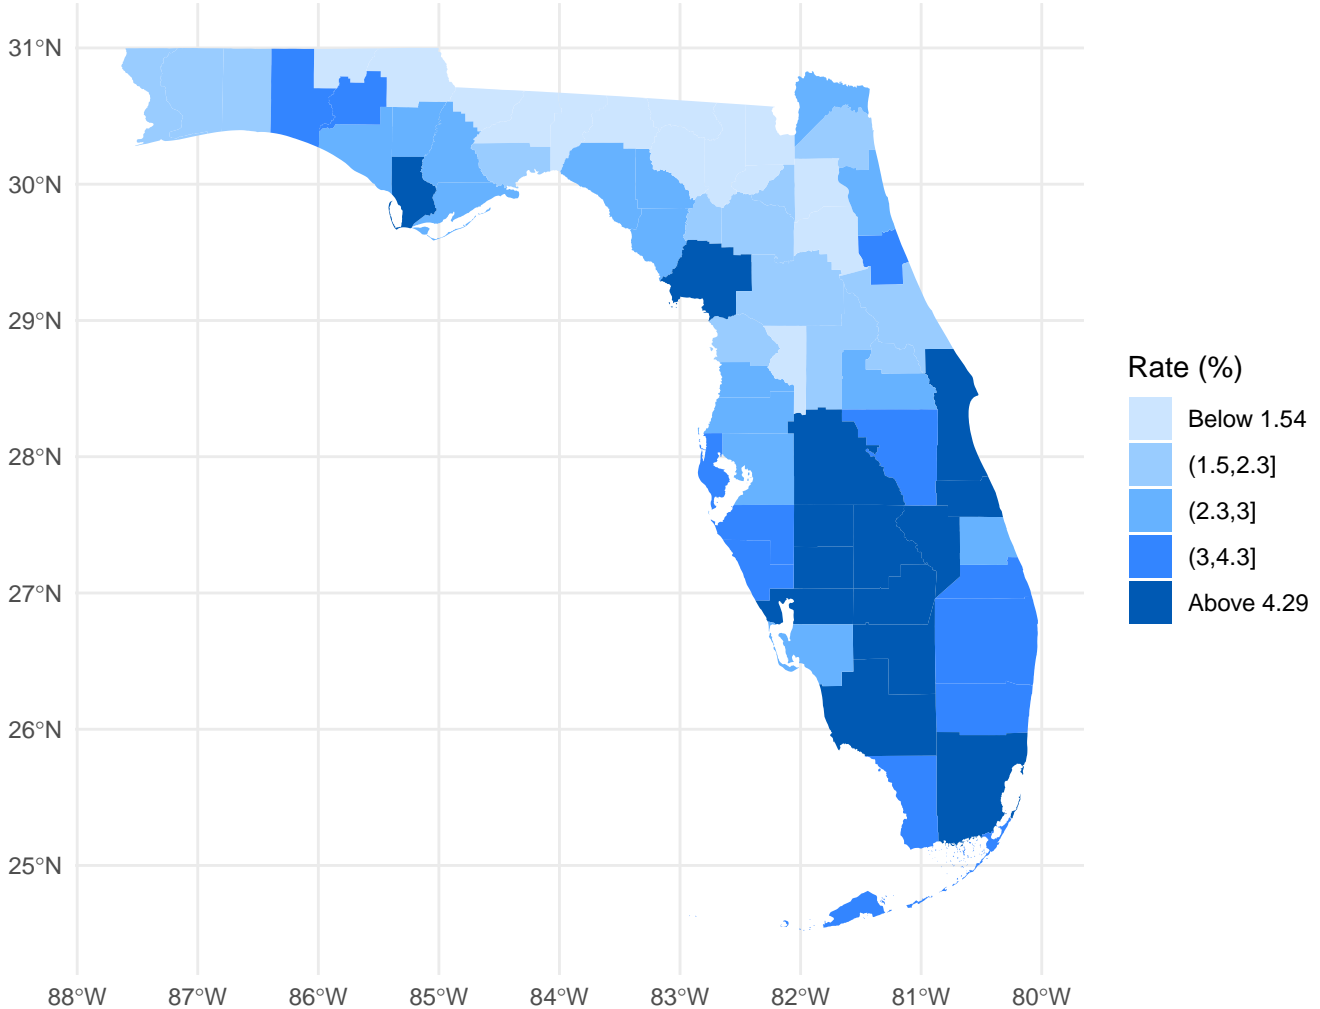 31°N
30°N
29°N
28°N
27°N
26°N
25°N
88°W 87°W 86°W 85°W 84°W 83°W 82°W 81°W 80°W
Rate (%)
Below 1.54
(1.5,2.3]
(2.3,3]
(3,4.3]
Above 4.29